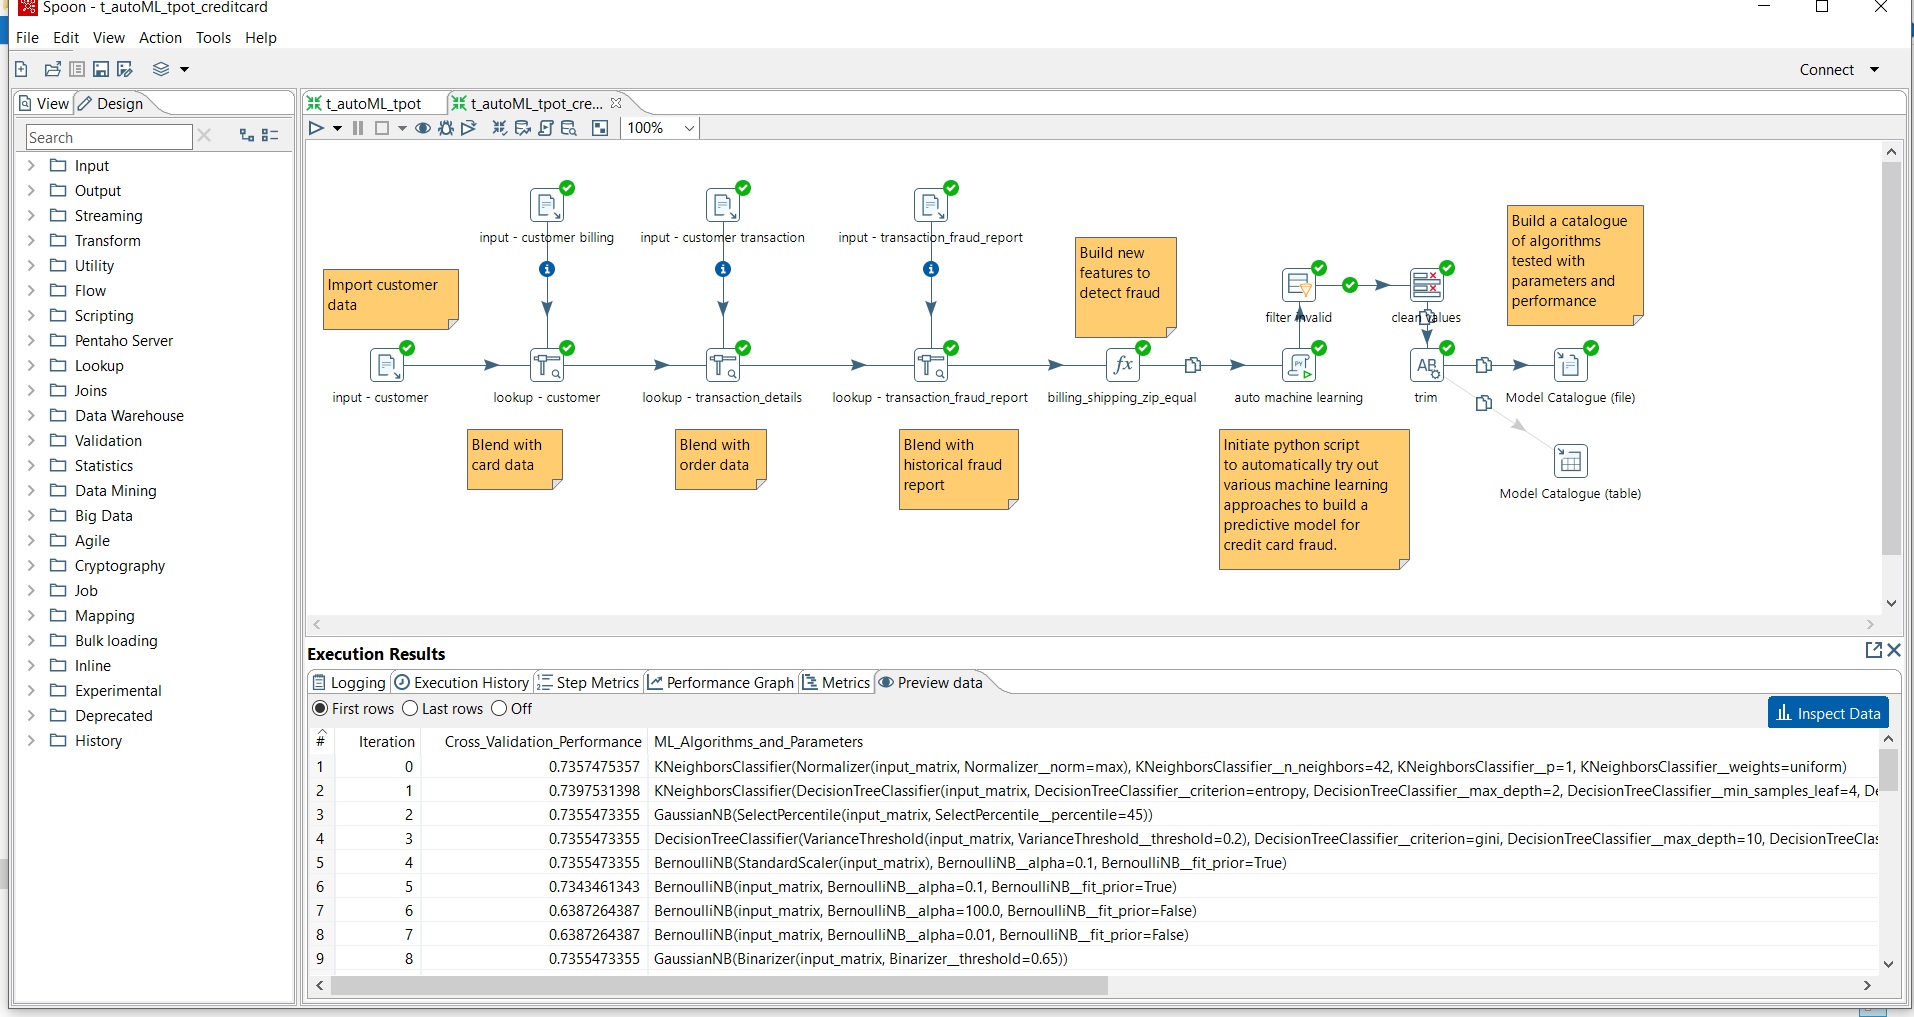 Spoon - t_autoML_tpot_creditcard
File Edit View Action Tools Help
Connect
View Design
t_autoML_tpot t_autoML_tpot_cre...
100%
Search
Input
Output
Streaming
Transform
Utility
Flow
Scripting
Pentaho Server
Lookup
Joins
Data Warehouse
Validation
Statistics
Data Mining
Big Data
Agile
Cryptography
Job
Mapping
Bulk loading
Inline
Experimental
Deprecated
History
input - customer billing
input - customer transaction
input - transaction_fraud_report
Import customer
data
Build new
features to
detect fraud
Build a catalogue
of algorithms
tested with
parameters and
performance
filter invalid
clean values
input - customer
lookup - customer
lookup - transaction_details
lookup - transaction_fraud_report
billing_shipping_zip_equal
auto machine learning
trim
Model Catalogue (file)
Model Catalogue (table)
Blend with
card data
Blend with
order data
Blend with
historical fraud
report
Initiate python script
to automatically try out
various machine learning
approaches to build a
predictive model for
credit card fraud.
Execution Results
Logging Execution History Step Metrics Performance Graph Metrics Preview data
First rows Last rows Off
Inspect Data
# Iteration Cross_Validation_Performance ML_Algorithms_and_Parameters
1 0 0.7357475357 KNeighborsClassifier(Normalizer(input_matrix, Normalizer__norm=max), KNeighborsClassifier__n_neighbors=42, KNeighborsClassifier__p=1, KNeighborsClassifier__weights=uniform)
2 1 0.7397531398 KNeighborsClassifier(DecisionTreeClassifier(input_matrix, DecisionTreeClassifier__criterion=entropy, DecisionTreeClassifier__max_depth=2, DecisionTreeClassifier__min_samples_leaf=4, De
3 2 0.7355473355 GaussianNB(SelectPercentile(input_matrix, SelectPercentile__percentile=45))
4 3 0.7355473355 DecisionTreeClassifier(VarianceThreshold(input_matrix, VarianceThreshold__threshold=0.2), DecisionTreeClassifier__criterion=gini, DecisionTreeClassifier__max_depth=10, DecisionTreeClas
5 4 0.7355473355 BernoulliNB(StandardScaler(input_matrix), BernoulliNB__alpha=0.1, BernoulliNB__fit_prior=True)
6 5 0.7343461343 BernoulliNB(input_matrix, BernoulliNB__alpha=0.1, BernoulliNB__fit_prior=True)
7 6 0.6387264387 BernoulliNB(input_matrix, BernoulliNB__alpha=100.0, BernoulliNB__fit_prior=False)
8 7 0.6387264387 BernoulliNB(input_matrix, BernoulliNB__alpha=0.01, BernoulliNB__fit_prior=False)
9 8 0.7355473355 GaussianNB(Binarizer(input_matrix, Binarizer__threshold=0.65))